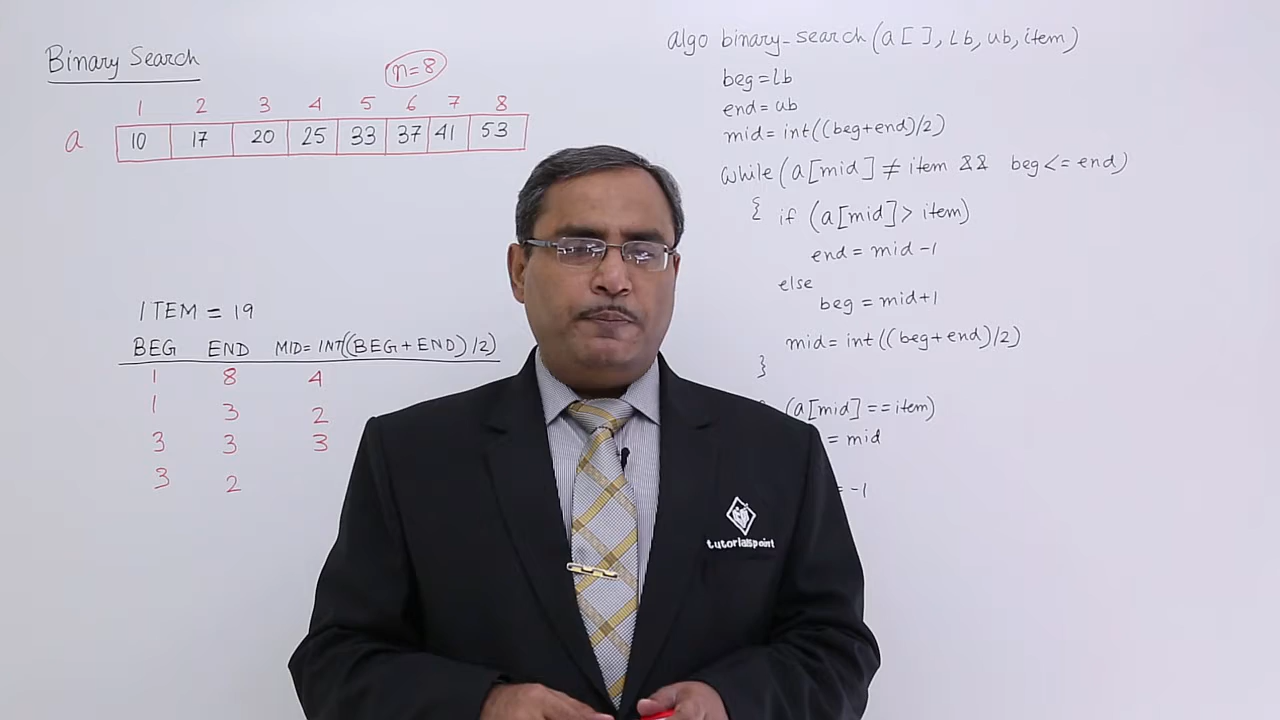 Binary Search
n=8
1 2 3 4 5 6 7 8
a 10 17 20 25 33 37 41 53
ITEM = 19
BEG END MID=INT((BEG+END)/2)
1 8 4
1 3 2
3 3 3
3 2
algo binary_search(a[ ], lb, ub, item)
beg=lb
end=ub
mid=int((beg+end)/2)
while(a[mid]≠item && beg<=end)
{ if (a[mid]>item)
end=mid-1
else
beg=mid+1
mid=int((beg+end)/2)
}
(a[mid]==item)
=mid
=-1
tutorialspoint